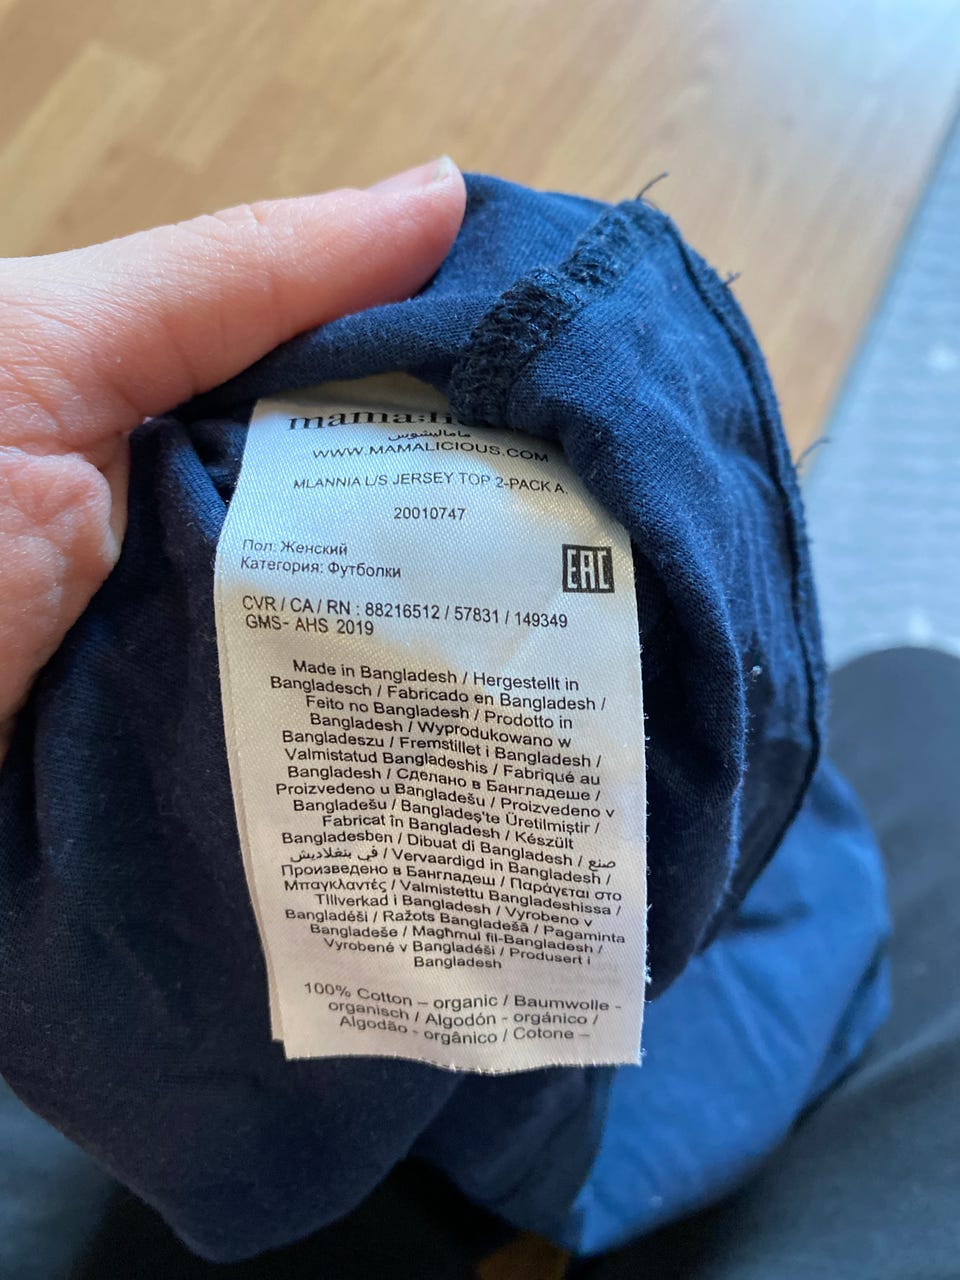 ماماليشوس
WWW.MAMALICIOUS.COM
MLANNIA L/S JERSEY TOP 2-PACK A.
20010747
Пол: Женский
Категория: Футболки
EAC
CVR / CA / RN : 88216512 / 57831 / 149349
GMS- AHS 2019
Made in Bangladesh / Hergestellt in
Bangladesch / Fabricado en Bangladesh /
Feito no Bangladesh / Prodotto in
Bangladesh / Wyprodukowano w
Bangladeszu / Fremstillet i Bangladesh /
Valmistatud Bangladeshis / Fabriqué au
Bangladesh / Сделано в Бангладеше /
Proizvedeno u Bangladešu / Proizvedeno v
Bangladešu / Bangladeş'te Üretilmiştir /
Fabricat în Bangladesh / Készült
Bangladesben / Dibuat di Bangladesh / صنع
في بنغلاديش / Vervaardigd in Bangladesh /
Произведено в Бангладеш / Παράγεται στο
Μπαγκλαντές / Valmistettu Bangladeshissa /
Tillverkad i Bangladesh / Vyrobeno v
Bangladéši / Ražots Bangladešā / Pagaminta
Bangladeše / Magħmul fil-Bangladesh /
Vyrobené v Bangladéši / Produsert i
Bangladesh
100% Cotton – organic / Baumwolle -
organisch / Algodón - orgánico /
Algodão - orgânico / Cotone –